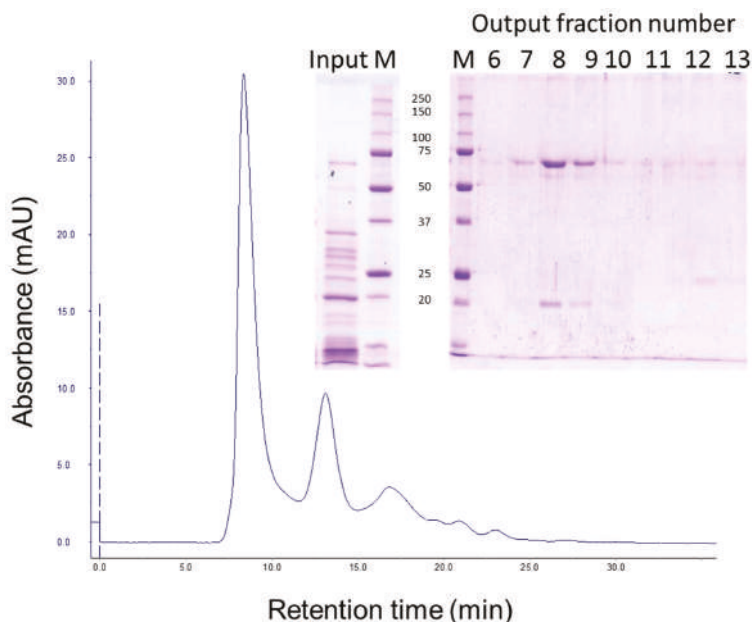 Output fraction number
Input M
M 6 7 8 9 10 11 12 13
250
150
100
75
50
37
25
20
30.0
25.0
20.0
15.0
10.0
5.0
0.0
Absorbance (mAU)
0.0 5.0 10.0 15.0 20.0 25.0 30.0
Retention time (min)